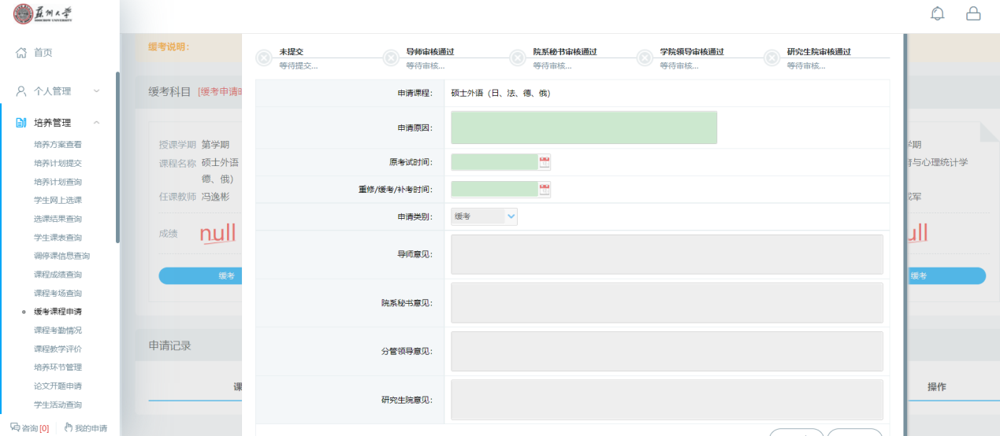 蘇州大學
SOOCHOW UNIVERSITY
首页
个人管理
培养管理
培养方案查看
培养计划提交
培养计划查询
学生网上选课
选课结果查询
学生课表查询
调停课信息查询
课程成绩查询
课程考场查询
缓考课程申请
课程考勤情况
课程教学评价
培养环节管理
论文开题申请
学生活动查询
咨询[0] 我的申请
缓考说明：
缓考科目 [缓考申请时
授课学期 第学期
课程名称 硕士外语
德、俄）
任课教师 冯逸彬
成绩 null
缓考
申请记录
课
未提交
等待提交...
导师审核通过
等待审核...
院系秘书审核通过
等待审核...
学院领导审核通过
等待审核...
研究生院审核通过
等待审核...
申请课程： 硕士外语（日、法、德、俄）
申请原因：
原考试时间：
重修/缓考/补考时间：
申请类别： 缓考
导师意见：
院系秘书意见：
分管领导意见：
研究生院意见：
学期
育与心理统计学
成军
ull
缓考
操作